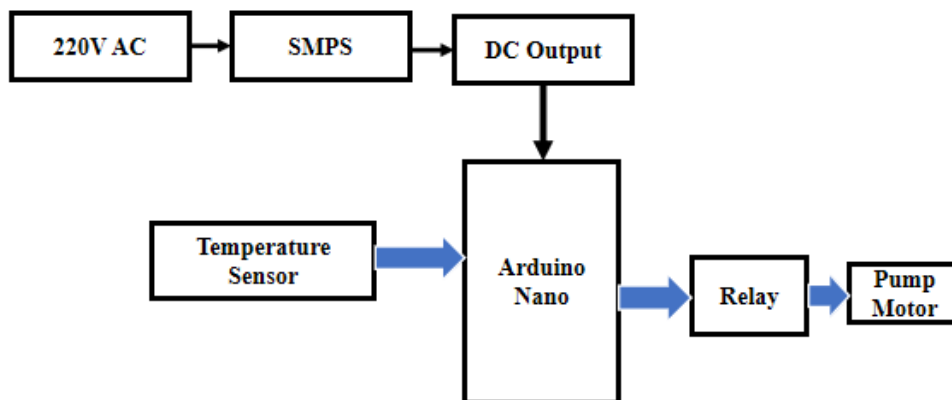 220V AC
SMPS
DC Output
Temperature
Sensor
Arduino
Nano
Relay
Pump
Motor